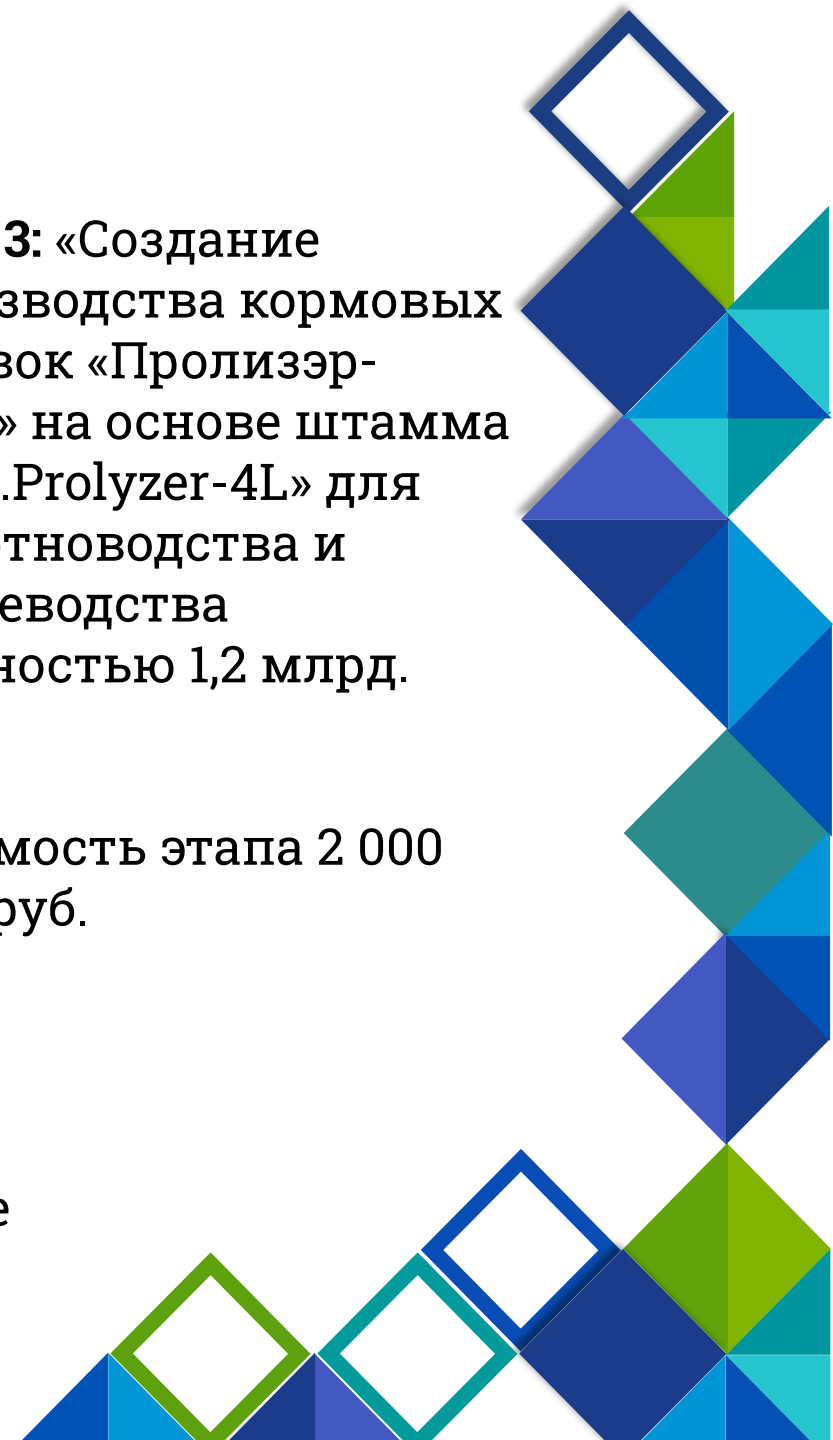 3: «Создание
зводства кормовых
вок «Пролизэр-
» на основе штамма
.Prolyzer-4L» для
тноводства и
еводства
ностью 1,2 млрд.
мость этапа 2 000
руб.
е